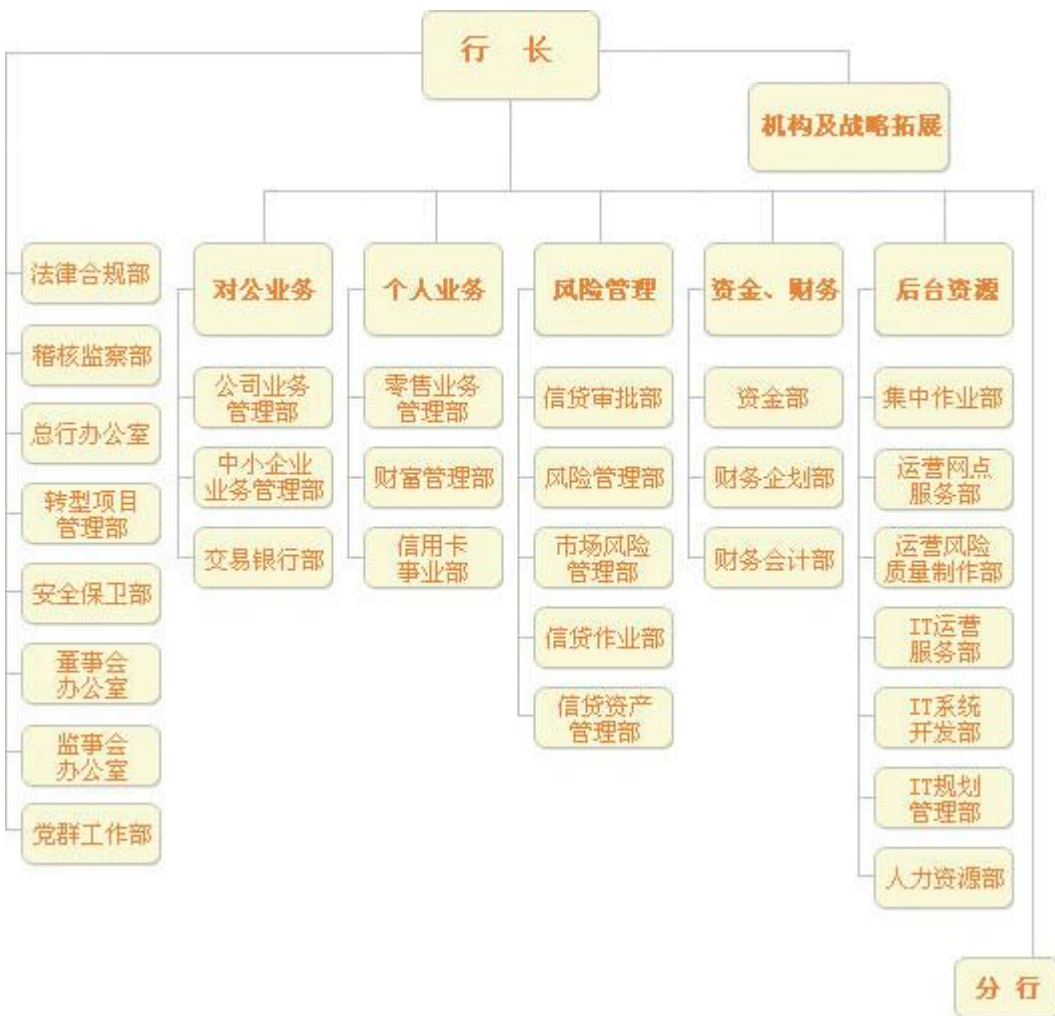 行 长
机构及战略拓展
法律合规部
稽核监察部
总行办公室
转型项目
管理部
安全保卫部
董事会
办公室
监事会
办公室
党群工作部
对公业务
公司业务
管理部
中小企业
业务管理部
交易银行部
个人业务
零售业务
管理部
财富管理部
信用卡
事业部
风险管理
信贷审批部
风险管理部
市场风险
管理部
信贷作业部
信贷资产
管理部
资金、财务
资金部
财务企划部
财务会计部
后台资源
集中作业部
运营网点
服务部
运营风险
质量制作部
IT运营
服务部
IT系统
开发部
IT规划
管理部
人力资源部
分 行